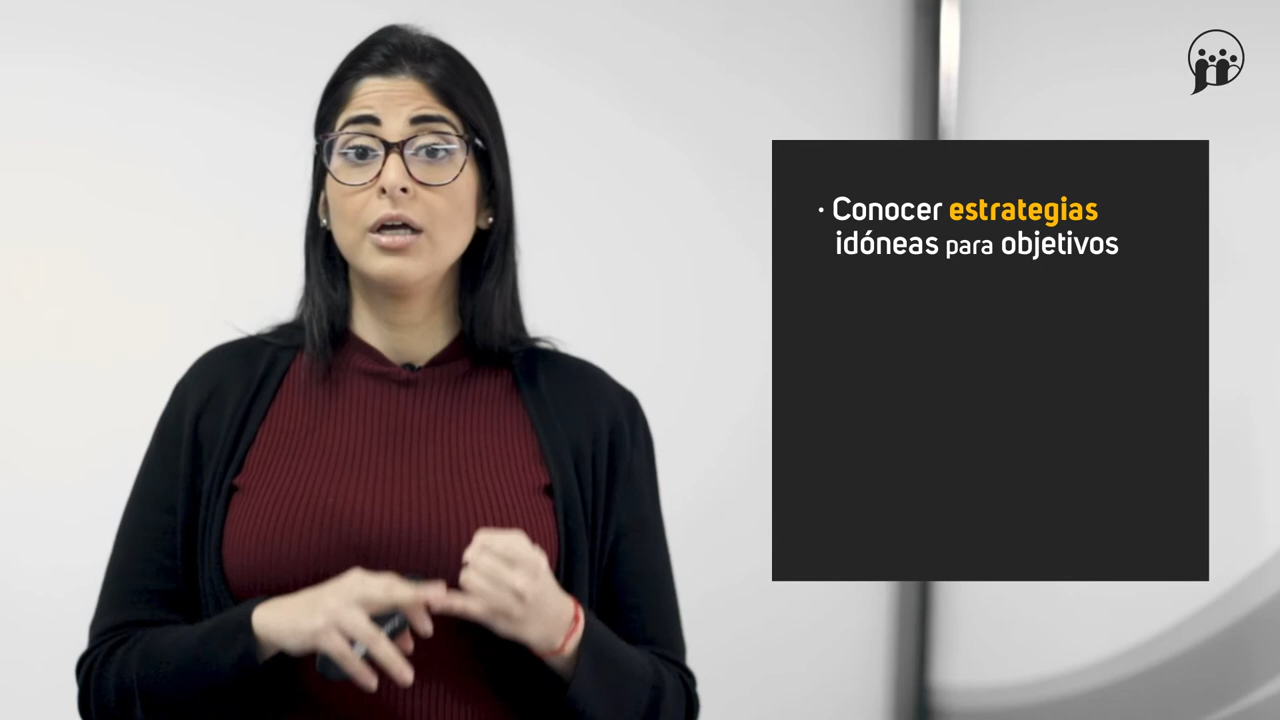 · Conocer estrategias
idóneas para objetivos